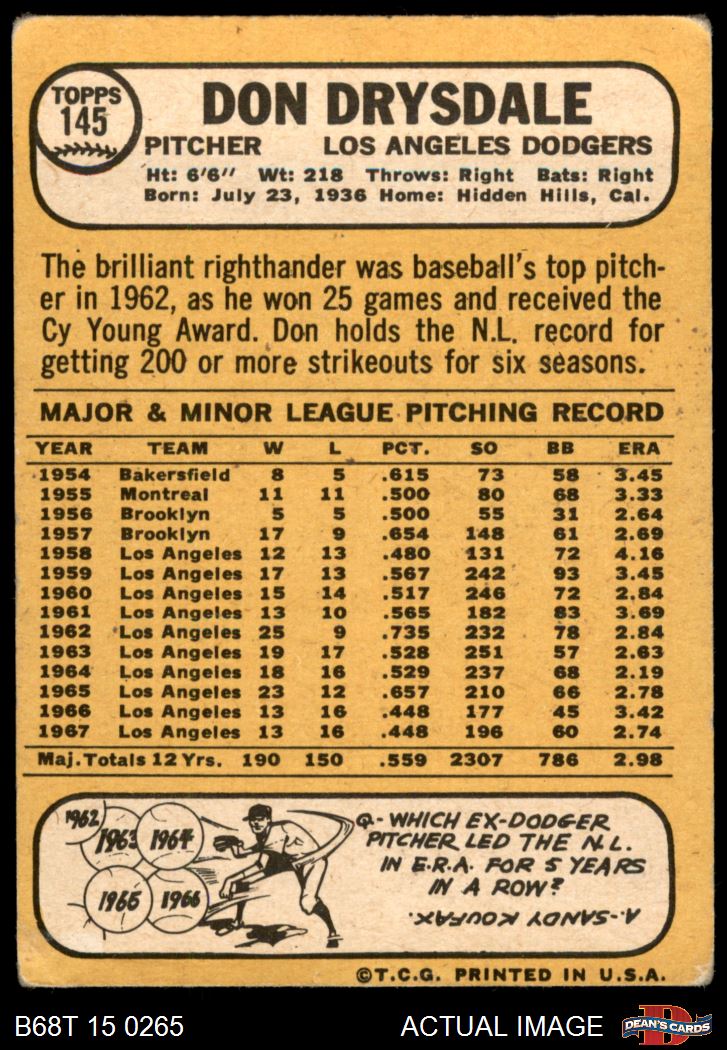 TOPPS
145
DON DRYSDALE
PITCHER LOS ANGELES DODGERS
Ht: 6'6" Wt: 218 Throws: Right Bats: Right
Born: July 23, 1936 Home: Hidden Hills, Cal.
The brilliant righthander was baseball's top pitch-
er in 1962, as he won 25 games and received the
Cy Young Award. Don holds the N.L. record for
getting 200 or more strikeouts for six seasons.
MAJOR & MINOR LEAGUE PITCHING RECORD
YEAR TEAM W L PCT. SO BB ERA
1954 Bakersfield 8 5 .615 73 58 3.45
1955 Montreal 11 11 .500 80 68 3.33
1956 Brooklyn 5 5 .500 55 31 2.64
1957 Brooklyn 17 9 .654 148 61 2.69
1958 Los Angeles 12 13 .480 131 72 4.16
1959 Los Angeles 17 13 .567 242 93 3.45
1960 Los Angeles 15 14 .517 246 72 2.84
1961 Los Angeles 13 10 .565 182 83 3.69
1962 Los Angeles 25 9 .735 232 78 2.84
1963 Los Angeles 19 17 .528 251 57 2.63
1964 Los Angeles 18 16 .529 237 68 2.19
1965 Los Angeles 23 12 .657 210 66 2.78
1966 Los Angeles 13 16 .448 177 45 3.42
1967 Los Angeles 13 16 .448 196 60 2.74
Maj. Totals 12 Yrs. 190 150 .559 2307 786 2.98
1962
1963 1964
1965 1966
Q- WHICH EX-DODGER
PITCHER LED THE N.L.
IN E.R.A. FOR 5 YEARS
IN A ROW?
A- SANDY KOUFAX.
©T.C.G. PRINTED IN U.S.A.
B68T 15 0265 ACTUAL IMAGE
D
DEAN'S CARDS